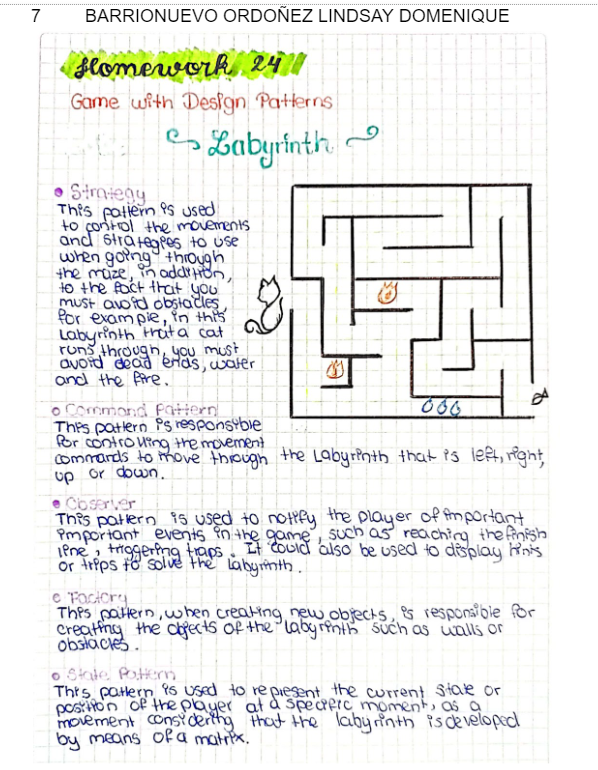 7 BARRIONUEVO ORDOÑEZ LINDSAY DOMENIQUE
Homework 24
Game with Design Patterns
Labyrinth
• Strategy
This pattern is used
to control the movements
and strategies to use
when going through
the maze, in addition,
to the fact that you
must avoid obstacles,
for example, in this
Labyrinth that a cat
runs through, you must
avoid dead ends, water
and the fire.
• Command Pattern
This pattern is responsible
for controlling the movement
commands to move through the Labyrinth that is left, right,
up or down.
• Observer
This pattern is used to notify the player of important
important events in the game, such as reaching the finish
line, triggering traps. It could also be used to display hints
or trips to solve the labyrinth.
• Factory
This pattern, when creating new objects, is responsible for
creating the objects of the labyrinth such as walls or
obstacles.
• State Pattern
This pattern is used to represent the current state or
position of the player at a specific moment, as a
movement considering that the labyrinth is developed
by means of a matrix.